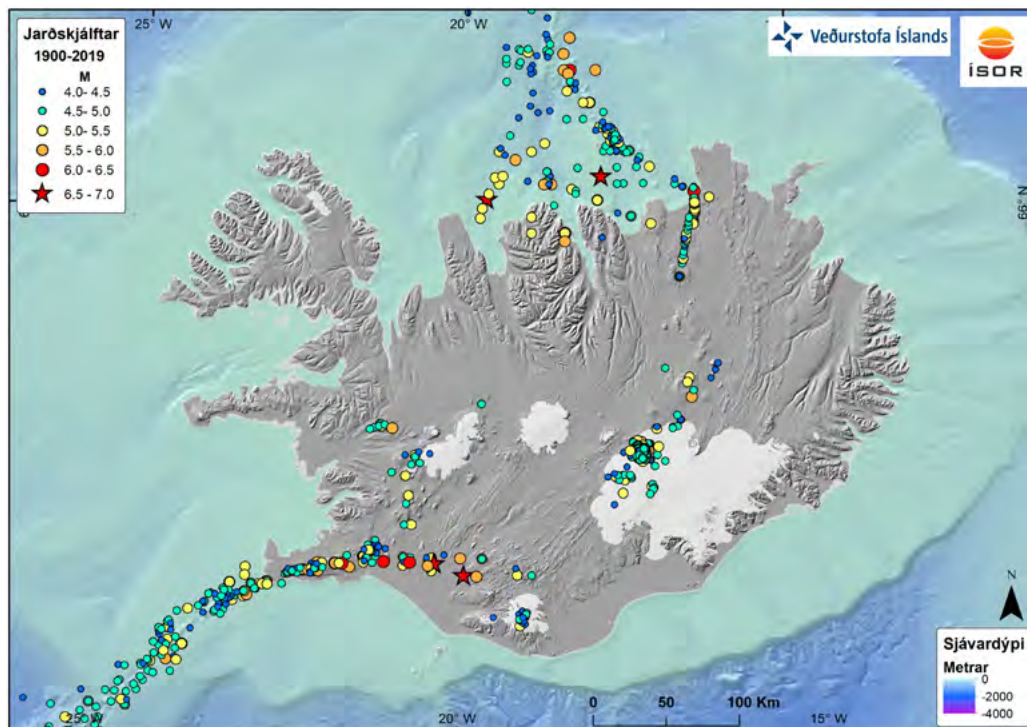 25° W
20° W
Jarðskjálftar
1900-2019
M
4.0- 4.5
4.5- 5.0
5.0- 5.5
5.5 - 6.0
6.0 - 6.5
6.5 - 7.0
Veðurstofa Íslands
ÍSOR
66° N
N
Sjávardýpi
Metrar
0
-2000
-4000
0 50 100 Km
25° W
20° W
15° W